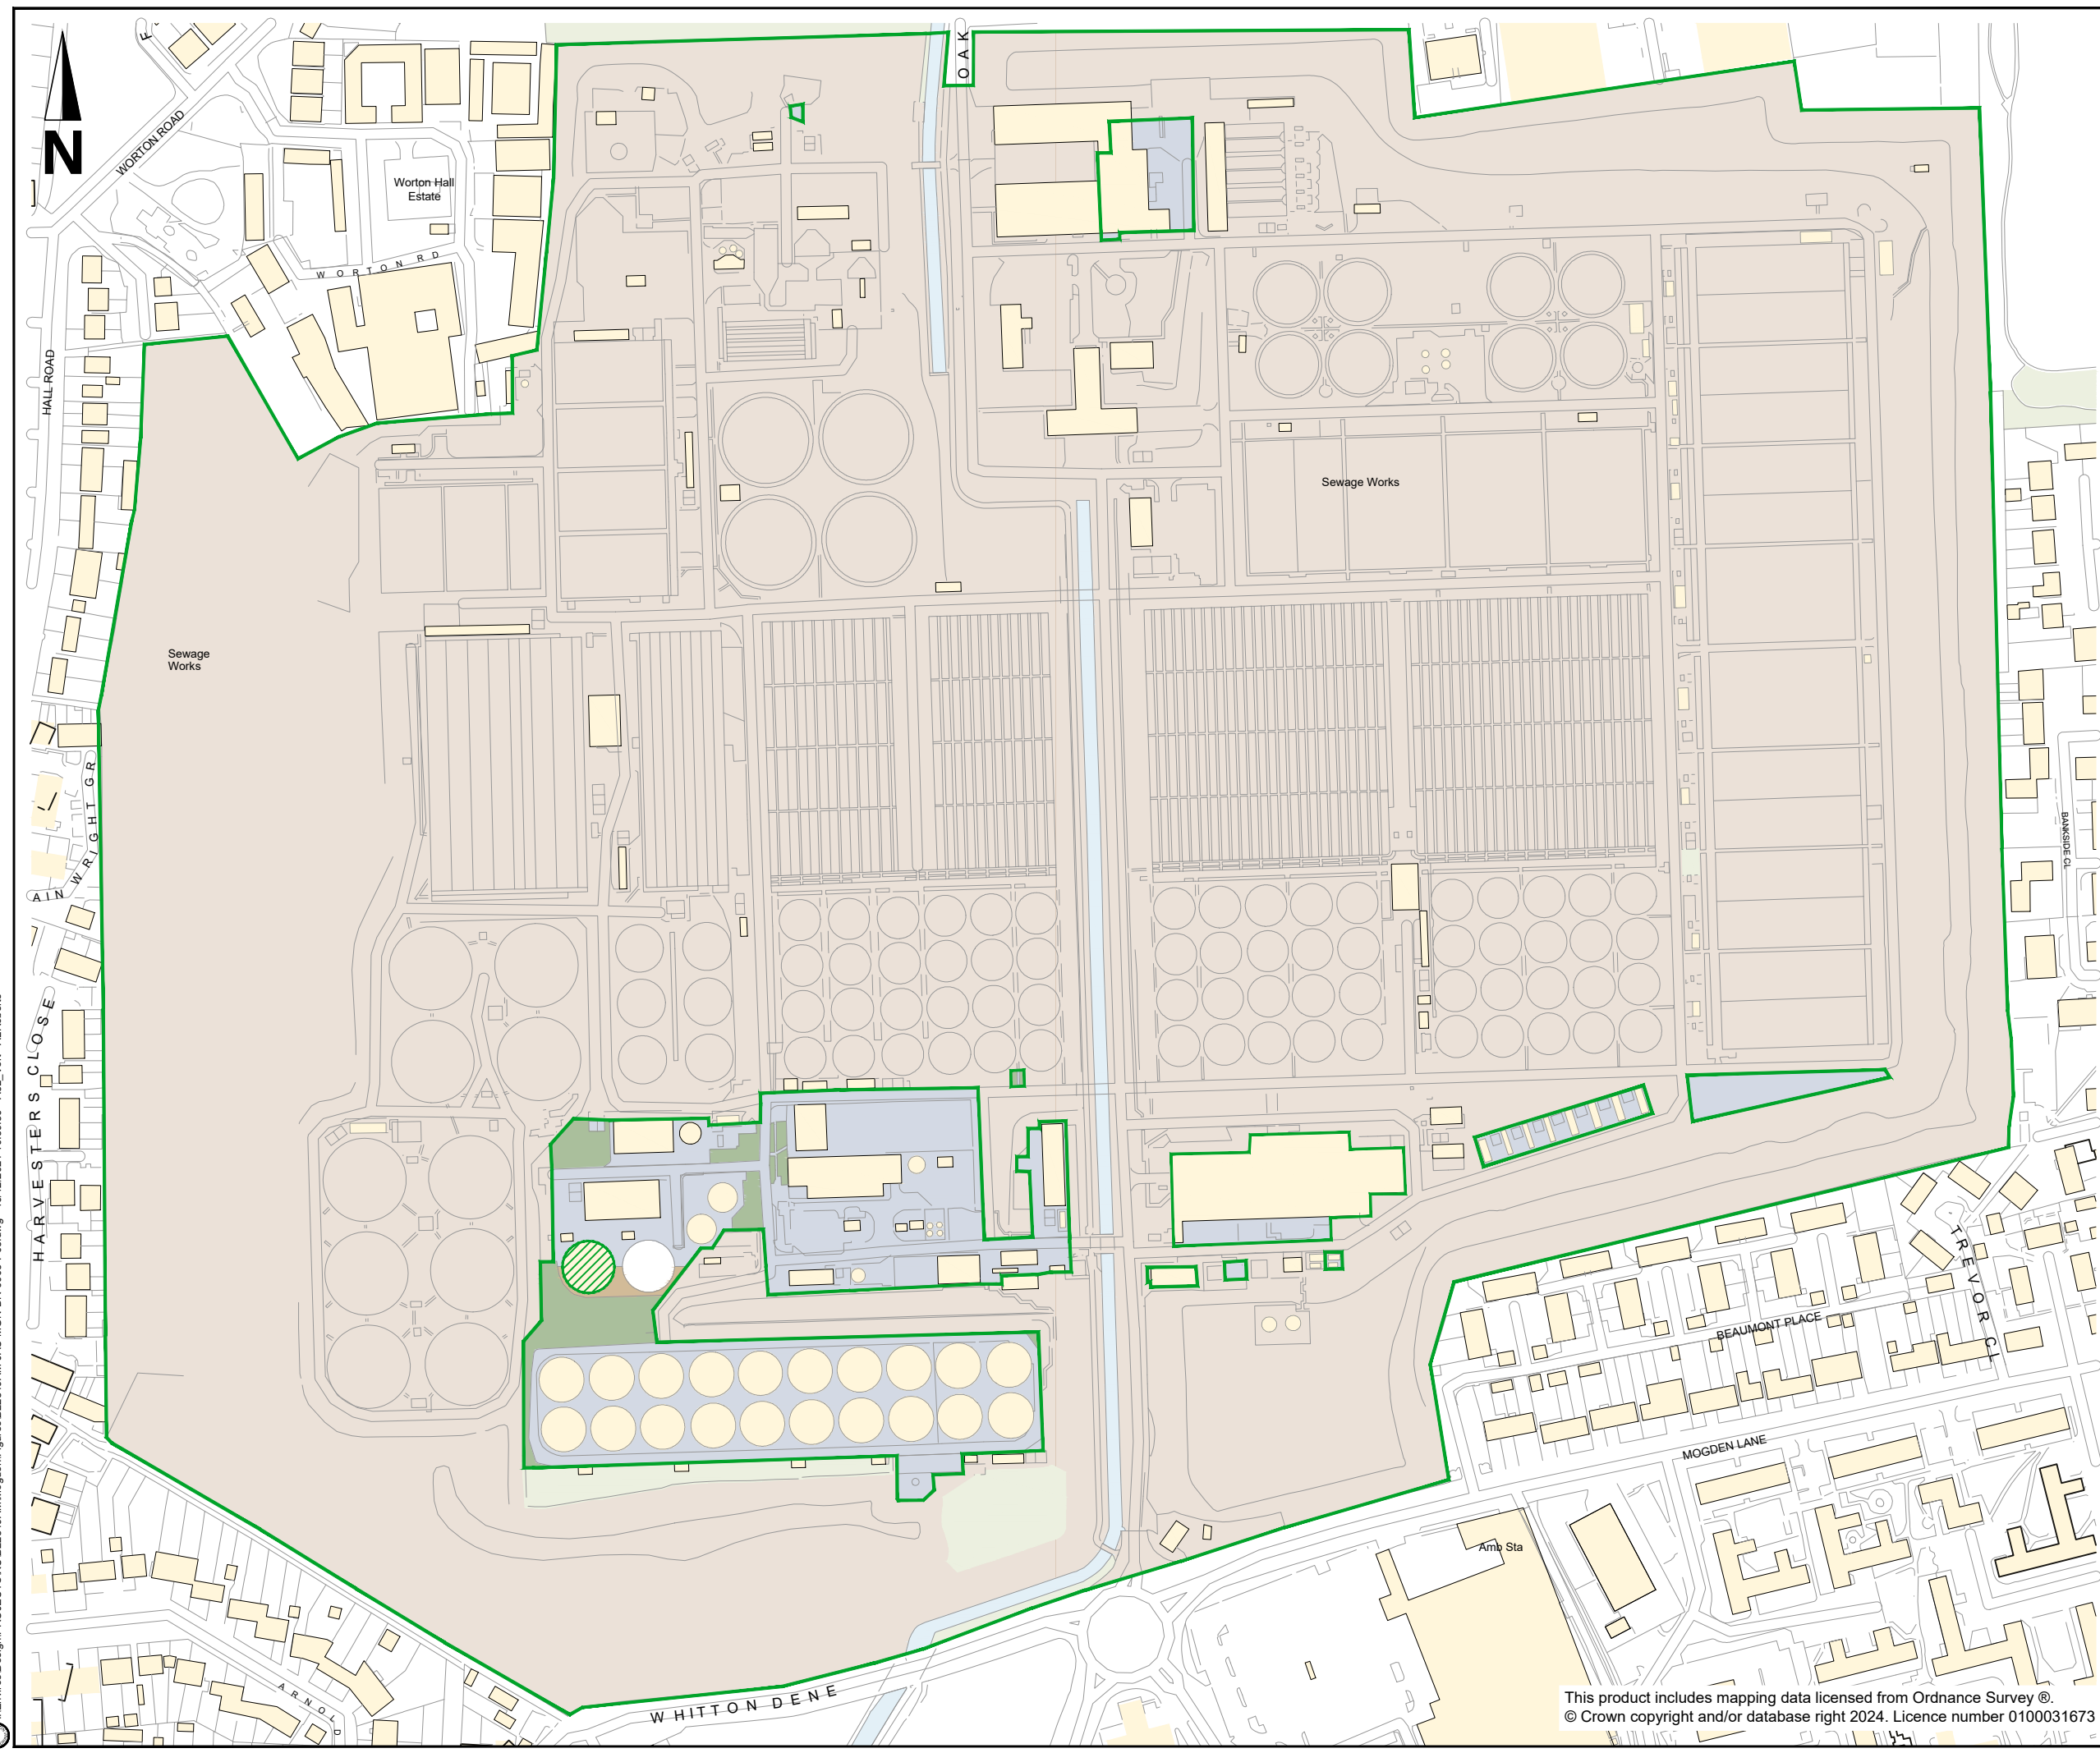 OAK
WORTON ROAD
N
Worton Hall
Estate
WORTON RD
HALL ROAD
Sewage Works
Sewage
Works
WRIGHT GR
AIN
BANKSIDE CL
HARVESTERS CLOSE
TREVOR CL
BEAUMONT PLACE
MOGDEN LANE
Amb Sta
ARNOLD
WHITTON DENE
This product includes mapping data licensed from Ordnance Survey ®.
© Crown copyright and/or database right 2024. Licence number 0100031673